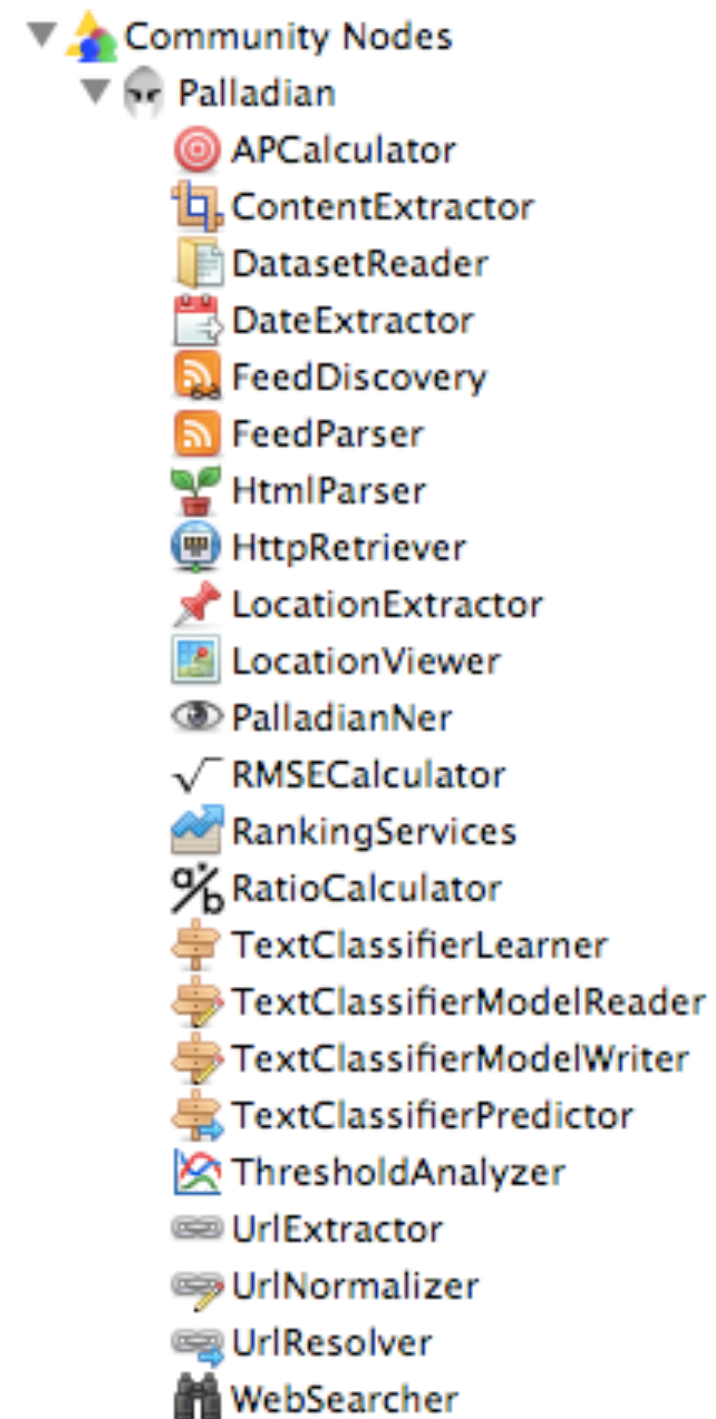 Community Nodes
Palladian
APCalculator
ContentExtractor
DatasetReader
DateExtractor
FeedDiscovery
FeedParser
HtmlParser
HttpRetriever
LocationExtractor
LocationViewer
PalladianNer
RMSECalculator
RankingServices
a/b RatioCalculator
TextClassifierLearner
TextClassifierModelReader
TextClassifierModelWriter
TextClassifierPredictor
ThresholdAnalyzer
UrlExtractor
UrlNormalizer
UrlResolver
WebSearcher